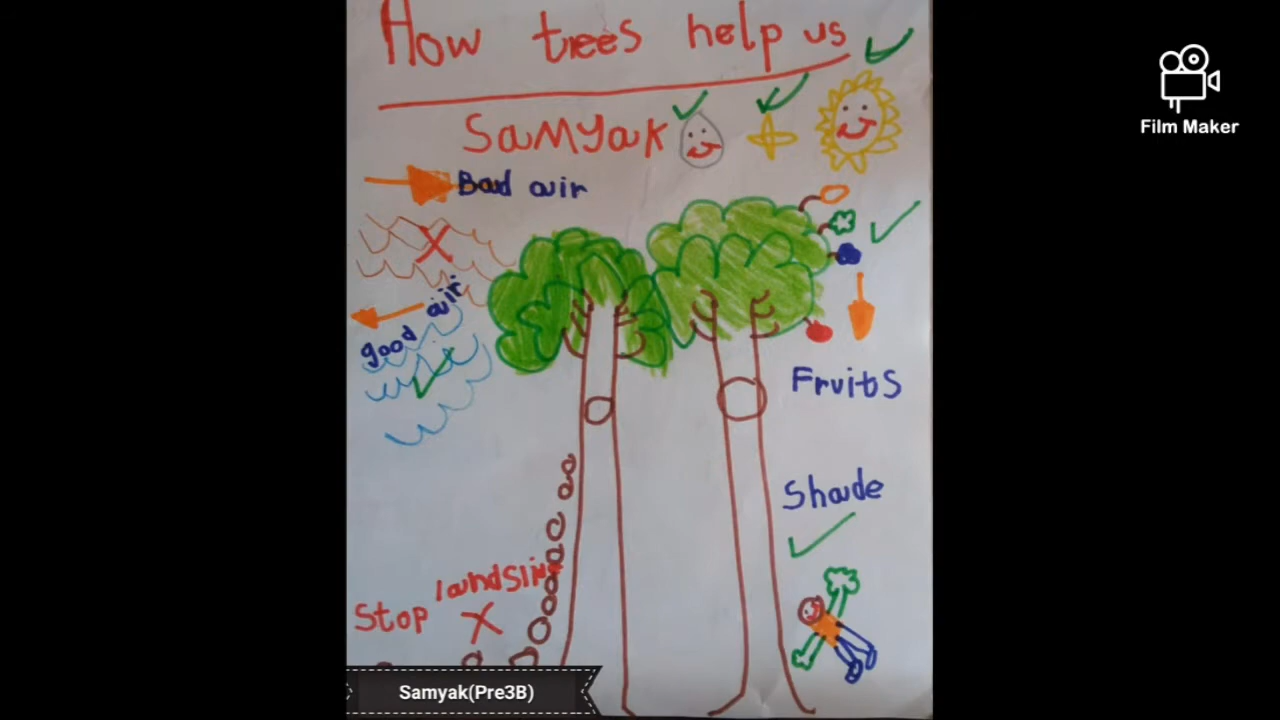 How trees help us
Samyak
Film Maker
Bad air
good air
Fruits
Shade
Stop landslide
Samyak(Pre3B)